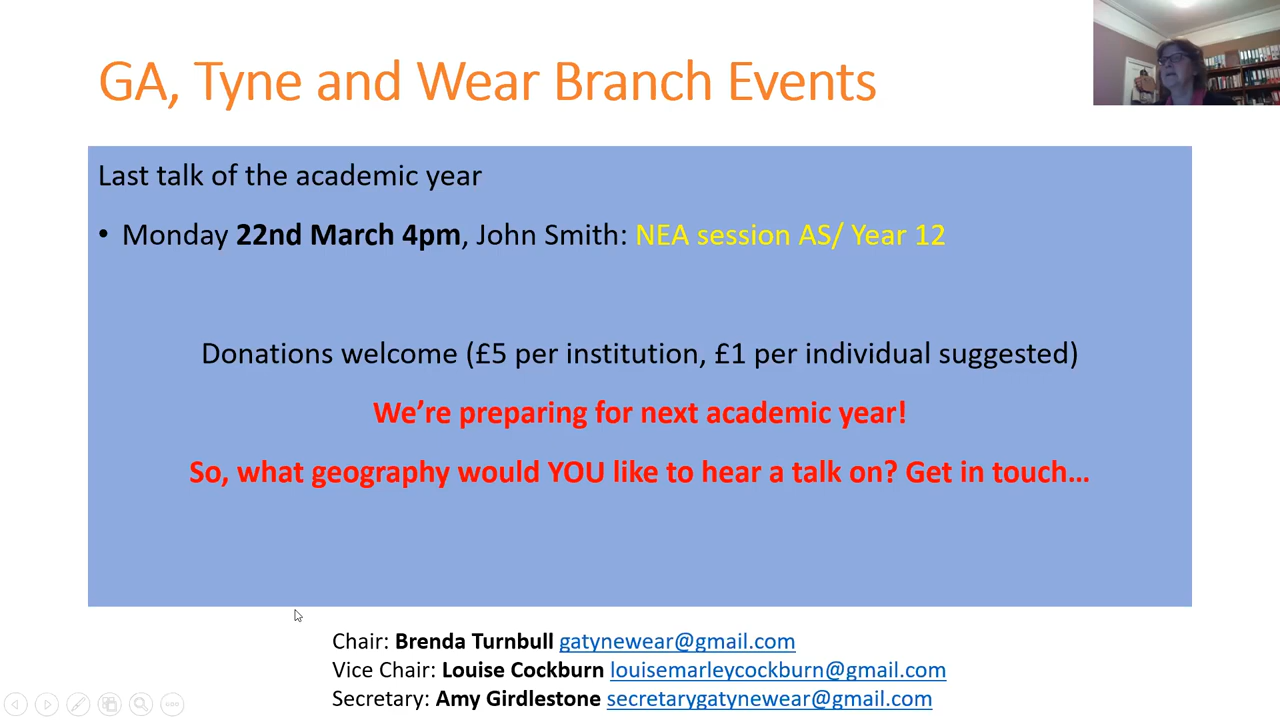 GA, Tyne and Wear Branch Events
Last talk of the academic year
• Monday 22nd March 4pm, John Smith: NEA session AS/ Year 12
Donations welcome (£5 per institution, £1 per individual suggested)
We’re preparing for next academic year!
So, what geography would YOU like to hear a talk on? Get in touch…
Chair: Brenda Turnbull gatynewear@gmail.com
Vice Chair: Louise Cockburn louisemarleycockburn@gmail.com
Secretary: Amy Girdlestone secretarygatynewear@gmail.com